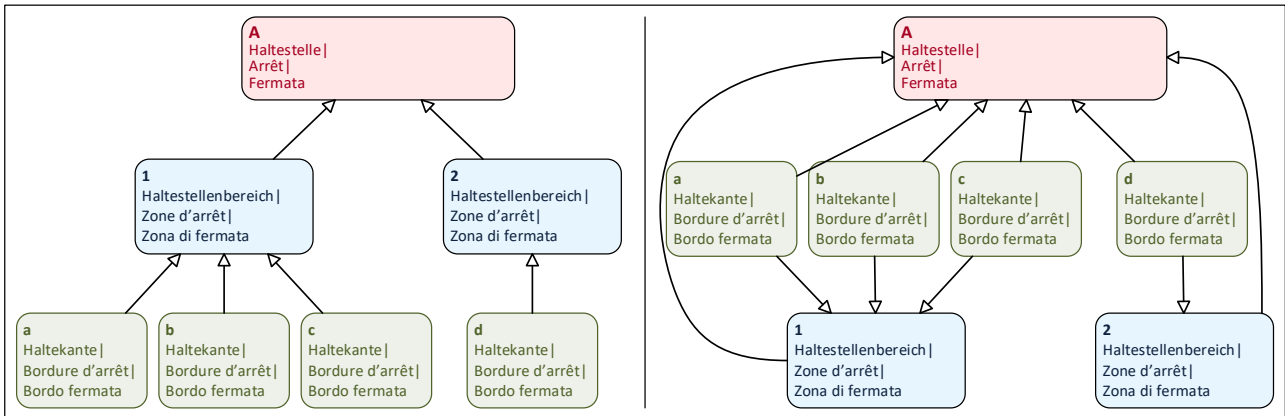 A
Haltestelle|
Arrêt|
Fermata
1
Haltestellenbereich|
Zone d'arrêt|
Zona di fermata
2
Haltestellenbereich|
Zone d'arrêt|
Zona di fermata
a
Haltekante|
Bordure d'arrêt|
Bordo fermata
b
Haltekante|
Bordure d'arrêt|
Bordo fermata
c
Haltekante|
Bordure d'arrêt|
Bordo fermata
d
Haltekante|
Bordure d'arrêt|
Bordo fermata
A
Haltestelle|
Arrêt|
Fermata
a
Haltekante|
Bordure d'arrêt|
Bordo fermata
b
Haltekante|
Bordure d'arrêt|
Bordo fermata
c
Haltekante|
Bordure d'arrêt|
Bordo fermata
d
Haltekante|
Bordure d'arrêt|
Bordo fermata
1
Haltestellenbereich|
Zone d'arrêt|
Zona di fermata
2
Haltestellenbereich|
Zone d'arrêt|
Zona di fermata